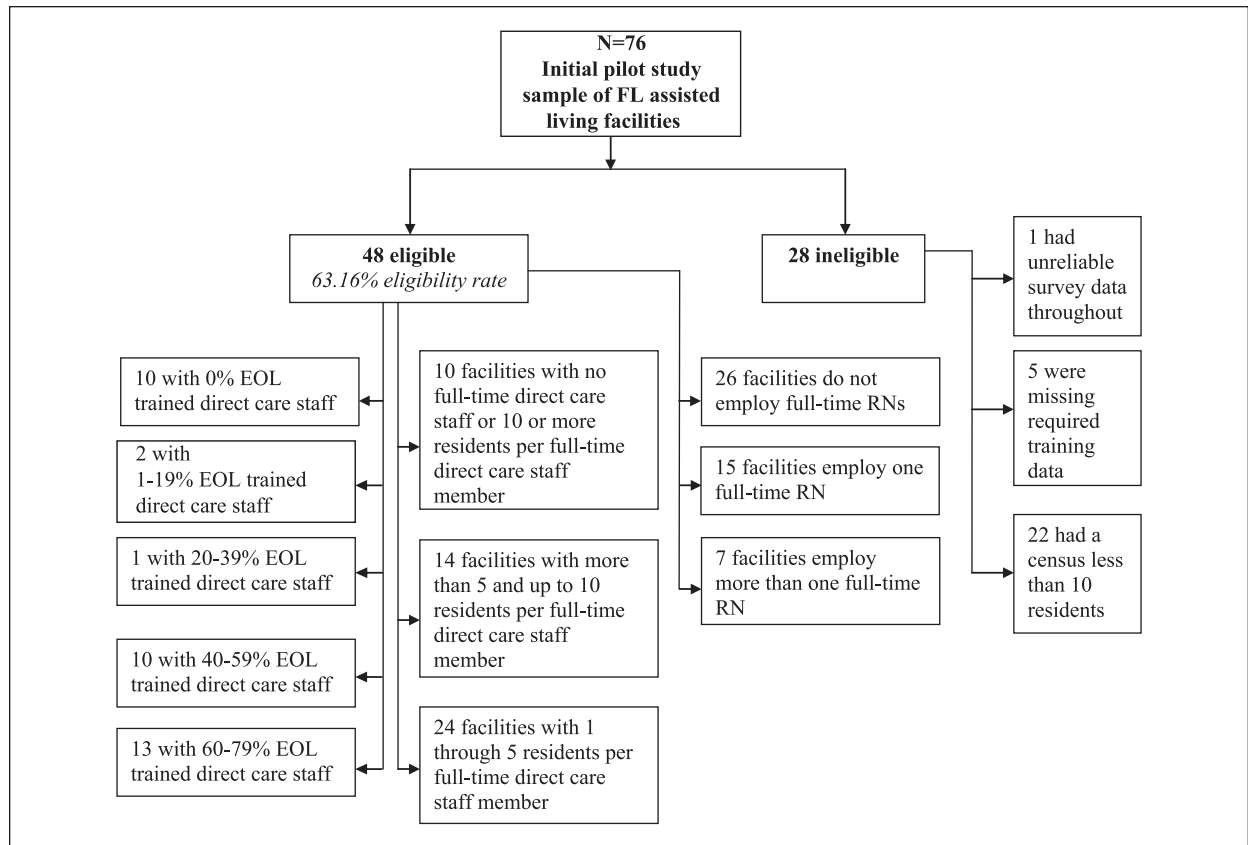 N=76
Initial pilot study
sample of FL assisted
living facilities
48 eligible
63.16% eligibility rate
28 ineligible
1 had
unreliable
survey data
throughout
5 were
missing
required
training
data
22 had a
census less
than 10
residents
10 with 0% EOL
trained direct care staff
2 with
1-19% EOL trained
direct care staff
1 with 20-39% EOL
trained direct care staff
10 with 40-59% EOL
trained direct care staff
13 with 60-79% EOL
trained direct care staff
10 facilities with no
full-time direct care
staff or 10 or more
residents per full-time
direct care staff
member
14 facilities with more
than 5 and up to 10
residents per full-time
direct care staff
member
24 facilities with 1
through 5 residents per
full-time direct care
staff member
26 facilities do not
employ full-time RNs
15 facilities employ one
full-time RN
7 facilities employ
more than one full-time
RN